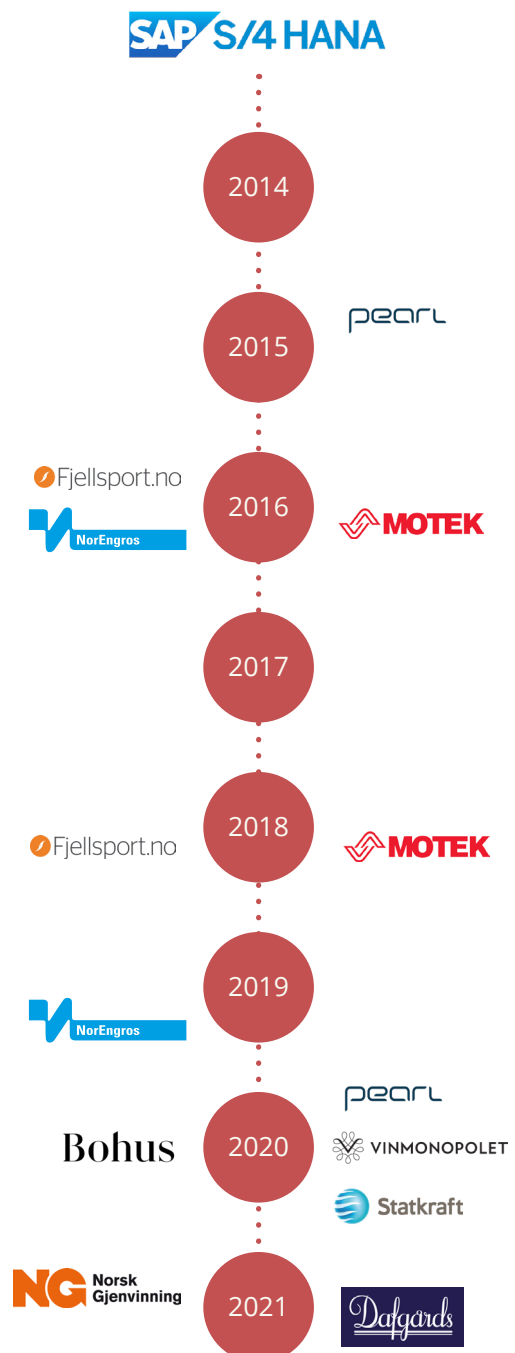 SAP S/4 HANA
2014
pearl
2015
Fjellsport.no
2016
NorEngros
MOTEK
2017
2018
Fjellsport.no
MOTEK
2019
NorEngros
pearl
Bohus
2020
VINMONOPOLET
Statkraft
NG Norsk
Gjenvinning
2021
Dafgårds